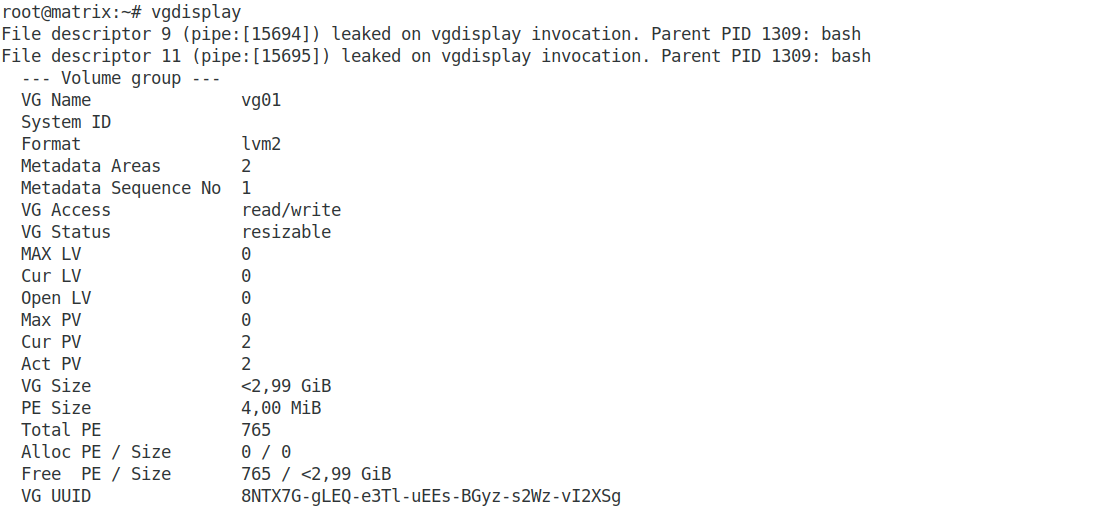 root@matrix:~# vgdisplay
File descriptor 9 (pipe:[15694]) leaked on vgdisplay invocation. Parent PID 1309: bash
File descriptor 11 (pipe:[15695]) leaked on vgdisplay invocation. Parent PID 1309: bash
  --- Volume group ---
  VG Name               vg01
  System ID
  Format                lvm2
  Metadata Areas        2
  Metadata Sequence No  1
  VG Access             read/write
  VG Status             resizable
  MAX LV                0
  Cur LV                0
  Open LV               0
  Max PV                0
  Cur PV                2
  Act PV                2
  VG Size               <2,99 GiB
  PE Size               4,00 MiB
  Total PE              765
  Alloc PE / Size       0 / 0
  Free  PE / Size       765 / <2,99 GiB
  VG UUID               8NTX7G-gLEQ-e3Tl-uEEs-BGyz-s2Wz-vI2XSg